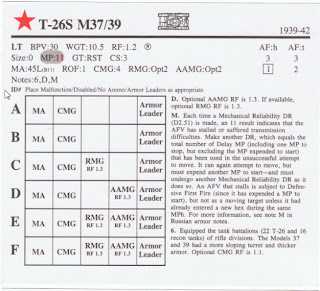 T-26S M37/39
1939-42
LT BPV:30 WGT:10.5 RF:1.2 ® AF:h AF:t
Size:0 MP:11 GT:RST CS:3 3 3
MA:45L(B11) ROF:1 CMG:4 RMG:Opt2 AAMG:Opt2 1 2
Notes:6,D,M
ID# Place Malfunction/Disabled/No Ammo/Armor Leaders as appropriate
A MA CMG Armor Leader
B MA CMG Armor Leader
C MA CMG RMG RF 1.3 Armor Leader
D MA CMG AAMG RF 1.3 Armor Leader
E MA CMG RMG RF 1.3 AAMG RF 1.3 Armor Leader
F MA CMG RMG RF 1.3 AAMG RF 1.3 Armor Leader
D. Optional AAMG RF is 1.3. If available,
optional RMG RF is 1.3.
M. Each time a Mechanical Reliability DR
(D2.51) is made, an 11 result indicates that the
AFV has stalled or suffered transmission
difficulties. Make another DR, which equals the
total number of Delay MP (including one MP to
stop, but excluding the MP expended to start)
that has been used in the unsuccessful attempt
to move. It can again attempt to move, but
must expend another MP to start—and must
undergo another Mechanical Reliability DR as it
does so. An AFV that stalls is subject to Defen-
sive First Fire (since it has expended a MP to
start), but not as a moving target unless it had
already entered a new hex during the same
MPh. For more information, see note M in
Russian armor notes.
6. Equipped the tank battalions (22 T-26 and 16
recon tanks) of rifle divisions. The Models 37
and 39 had a more sloping turret and thicker
armor. Optional CMG RF is 1.1.